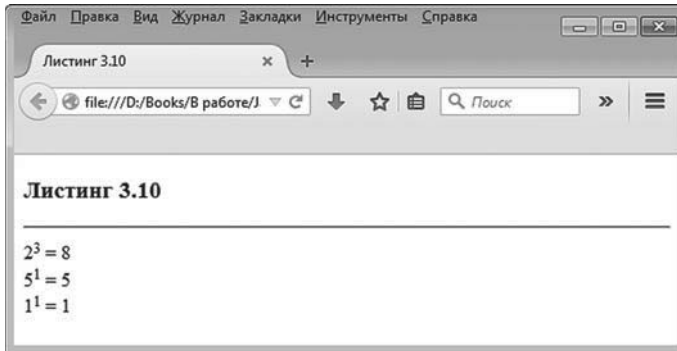 Файл Правка Вид Журнал Закладки Инструменты Справка
Листинг 3.10
file:///D:/Books/В работе/J
Поиск
Листинг 3.10
2³ = 8
5¹ = 5
1¹ = 1